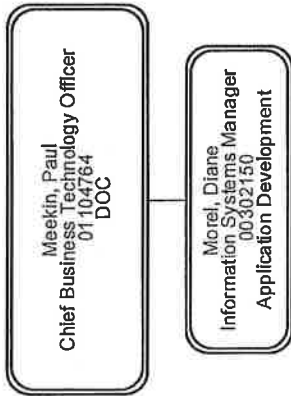 Meekin, Paul
Chief Business Technology Officer
01104764
DOC
Morel, Diane
Information Systems Manager
00302150
Application Development